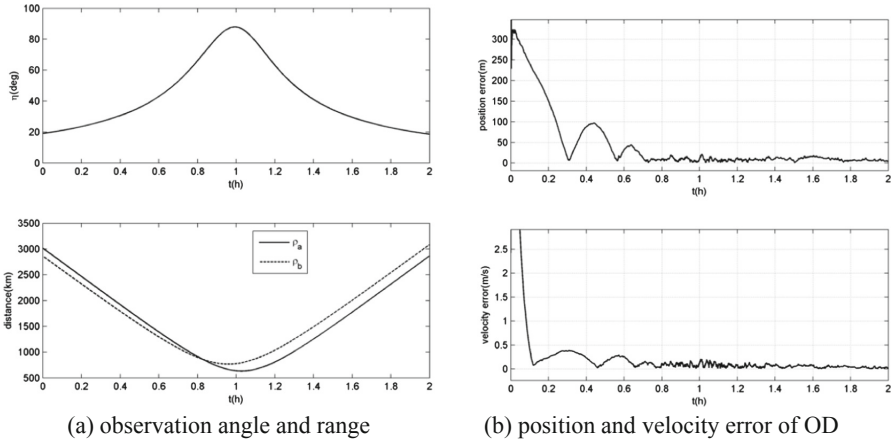 100
80
60
40
20
0
η(deg)
0 0.2 0.4 0.6 0.8 1 1.2 1.4 1.6 1.8 2
t(h)
3500
3000
2500
2000
1500
1000
500
distance(km)
ρa
ρb
0 0.2 0.4 0.6 0.8 1 1.2 1.4 1.6 1.8 2
t(h)
(a) observation angle and range
300
250
200
150
100
50
0
position error(m)
0 0.2 0.4 0.6 0.8 1 1.2 1.4 1.6 1.8 2
t(h)
2.5
2
1.5
1
0.5
0
velocity error(m/s)
0 0.2 0.4 0.6 0.8 1 1.2 1.4 1.6 1.8 2
t(h)
(b) position and velocity error of OD